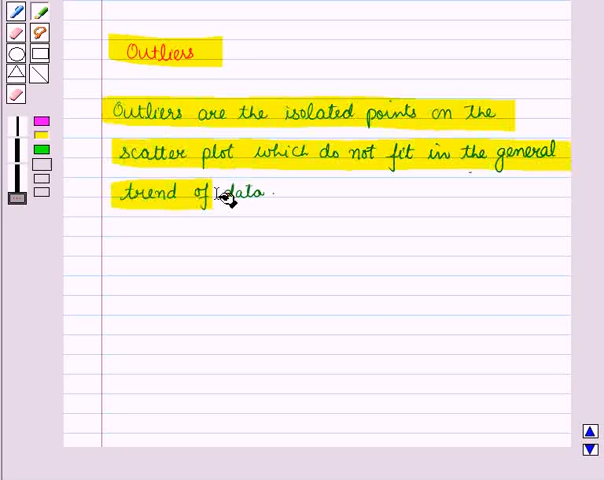 Outliers
Outliers are the isolated points on the
scatter plot which do not fit in the general
trend of data.